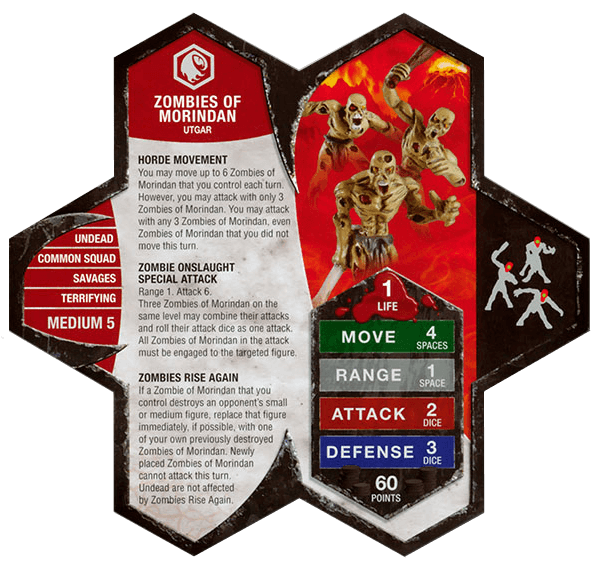 ZOMBIES OF
MORINDAN
UTGAR
HORDE MOVEMENT
You may move up to 6 Zombies of
Morindan that you control each turn.
However, you may attack with only 3
Zombies of Morindan. You may attack
with any 3 Zombies of Morindan, even
Zombies of Morindan that you did not
move this turn.
ZOMBIE ONSLAUGHT
SPECIAL ATTACK
Range 1. Attack 6.
Three Zombies of Morindan on the
same level may combine their attacks
and roll their attack dice as one attack.
All Zombies of Morindan in the attack
must be engaged to the targeted figure.
ZOMBIES RISE AGAIN
If a Zombie of Morindan that you
control destroys an opponent's small
or medium figure, replace that figure
immediately, if possible, with one
of your own previously destroyed
Zombies of Morindan. Newly
placed Zombies of Morindan
cannot attack this turn.
Undead are not affected
by Zombies Rise Again.
UNDEAD
COMMON SQUAD
SAVAGES
TERRIFYING
MEDIUM 5
1
LIFE
MOVE 4
SPACES
RANGE 1
SPACE
ATTACK 2
DICE
DEFENSE 3
DICE
60
POINTS